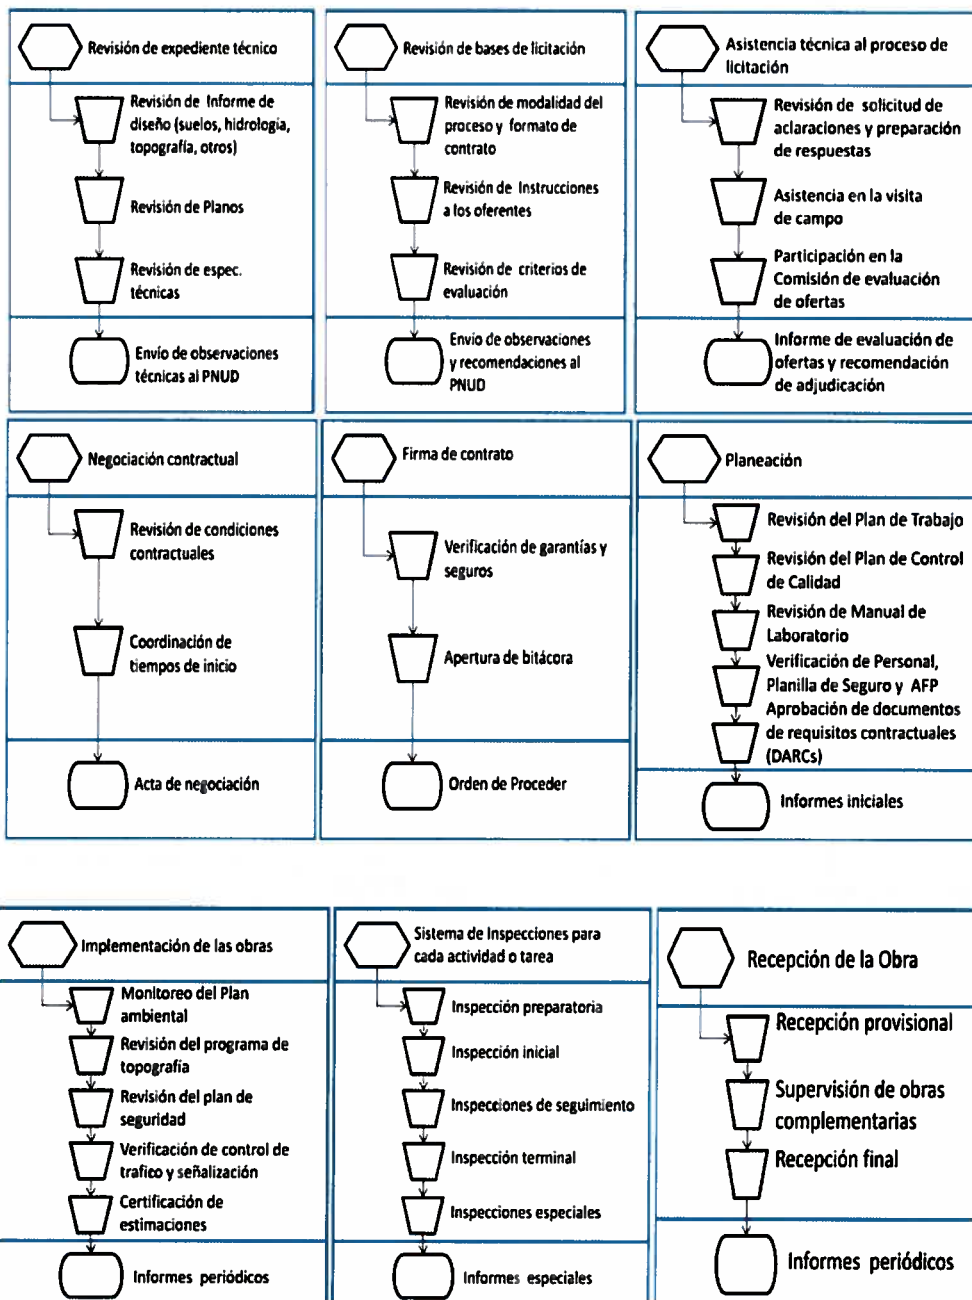 Revisión de expediente técnico
Revisión de Informe de
diseño (suelos, hidrología,
topografía, otros)
Revisión de Planos
Revisión de espec.
técnicas
Envío de observaciones
técnicas al PNUD
Revisión de bases de licitación
Revisión de modalidad del
proceso y formato de
contrato
Revisión de Instrucciones
a los oferentes
Revisión de criterios de
evaluación
Envio de observaciones
y recomendaciones al
PNUD
Asistencia técnica al proceso de
licitación
Revisión de solicitud de
aclaraciones y preparación
de respuestas
Asistencia en la visita
de campo
Participación en la
Comisión de evaluación
de ofertas
Informe de evaluación de
ofertas y recomendación
de adjudicación
Negociación contractual
Revisión de condiciones
contractuales
Coordinación de
tiempos de inicio
Acta de negociación
Firma de contrato
Verificación de garantías y
seguros
Apertura de bitácora
Orden de Proceder
Planeación
Revisión del Plan de Trabajo
Revisión del Plan de Control
de Calidad
Revisión de Manual de
Laboratorio
Verificación de Personal,
Planilla de Seguro y AFP
Aprobación de documentos
de requisitos contractuales
(DARCs)
Informes iniciales
Implementación de las obras
Monitoreo del Plan
ambiental
Revisión del programa de
topografía
Revisión del plan de
seguridad
Verificación de control de
trafico y señalización
Certificación de
estimaciones
Informes periódicos
Sistema de Inspecciones para
cada actividad o tarea
Inspección preparatoria
Inspección inicial
Inspecciones de seguimiento
Inspección terminal
Inspecciones especiales
Informes especiales
Recepción de la Obra
Recepción provisional
Supervisión de obras
complementarias
Recepción final
Informes periódicos